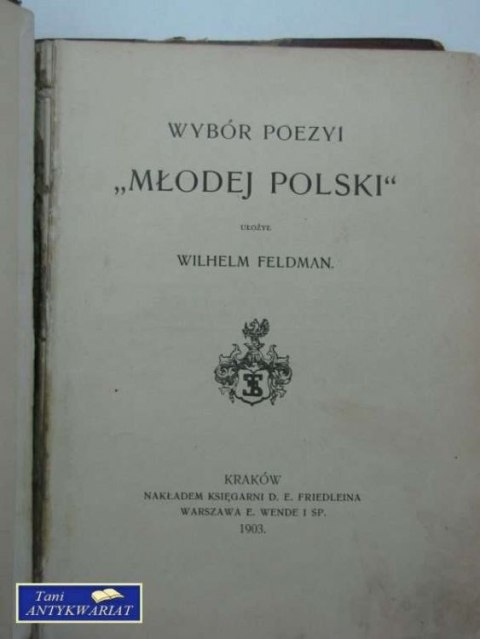 WYBÓR POEZYI
„MŁODEJ POLSKI“
UŁOŻYŁ
WILHELM FELDMAN.
KRAKÓW
NAKŁADEM KSIĘGARNI D. E. FRIEDLEINA
WARSZAWA E. WENDE I SP.
1903.
Tani
ANTYKWARIAT